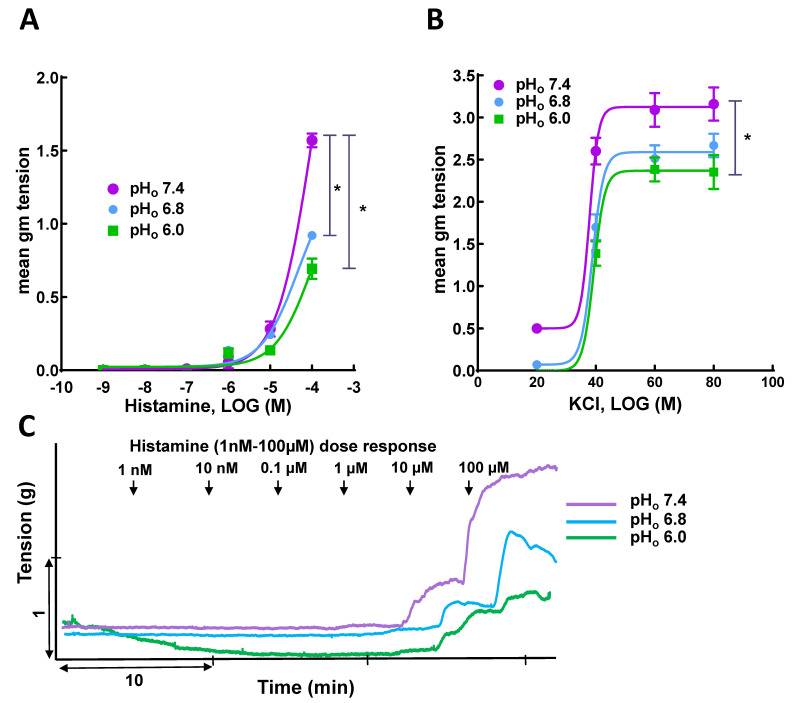 A
2.0
1.5
1.0
0.5
0.0
mean gm tension
pHo 7.4
pHo 6.8
pHo 6.0
*
*
-10 -9 -8 -7 -6 -5 -4 -3
Histamine, LOG (M)
B
3.5
3.0
2.5
2.0
1.5
1.0
0.5
0.0
mean gm tension
pHo 7.4
pHo 6.8
pHo 6.0
*
0 20 40 60 80 100
KCl, LOG (M)
C
Histamine (1nM-100µM) dose response
1 nM 10 nM 0.1 µM 1 µM 10 µM 100 µM
Tension (g)
1
pHo 7.4
pHo 6.8
pHo 6.0
10
Time (min)